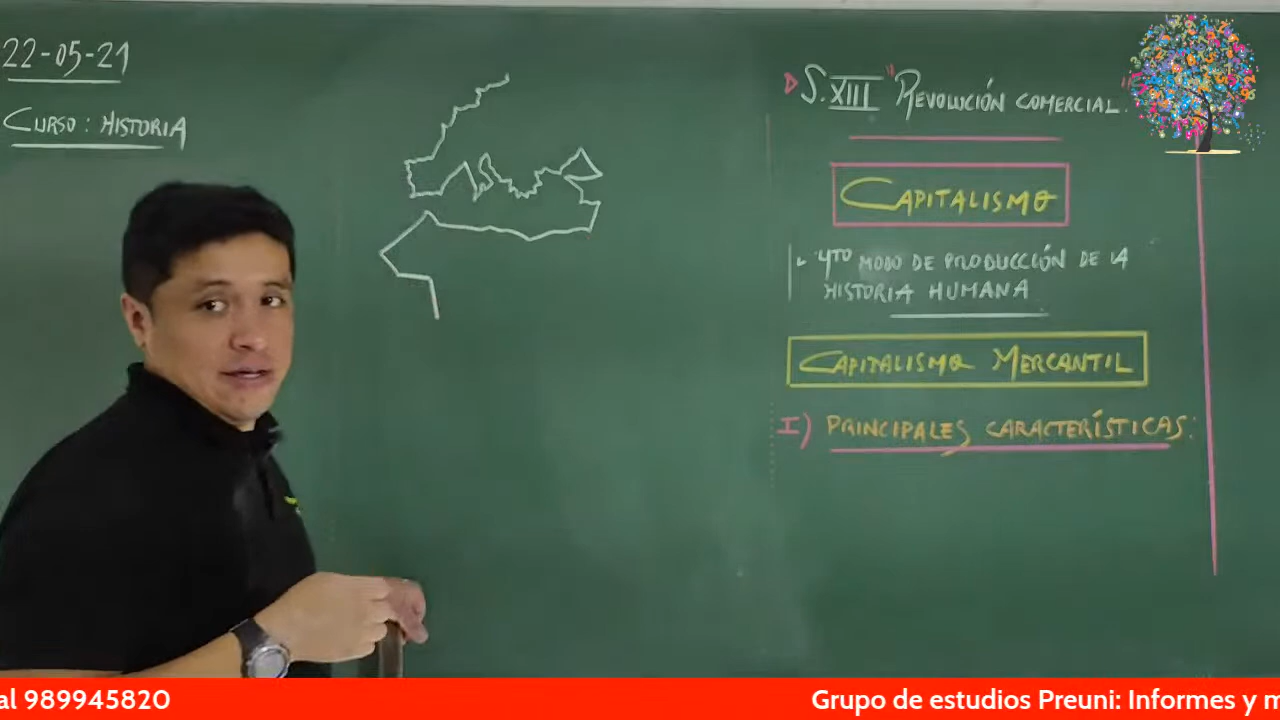 22-05-21
CURSO: HISTORIA
S. XIII "REVOLUCIÓN COMERCIAL"
CAPITALISMO
4TO MODO DE PRODUCCIÓN DE LA
HISTORIA HUMANA
CAPITALISMO MERCANTIL
I) PRINCIPALES CARACTERÍSTICAS:
al 989945820
Grupo de estudios Preuni: Informes y m